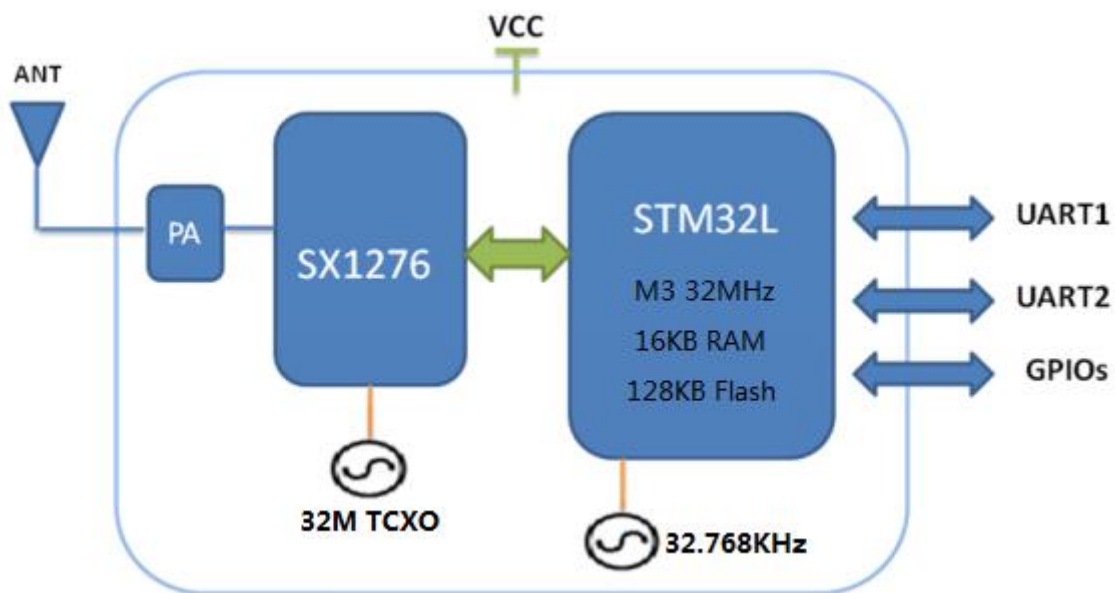 VCC
ANT
PA
SX1276
STM32L
M3 32MHz
16KB RAM
128KB Flash
UART1
UART2
GPIOs
32M TCXO
32.768KHz